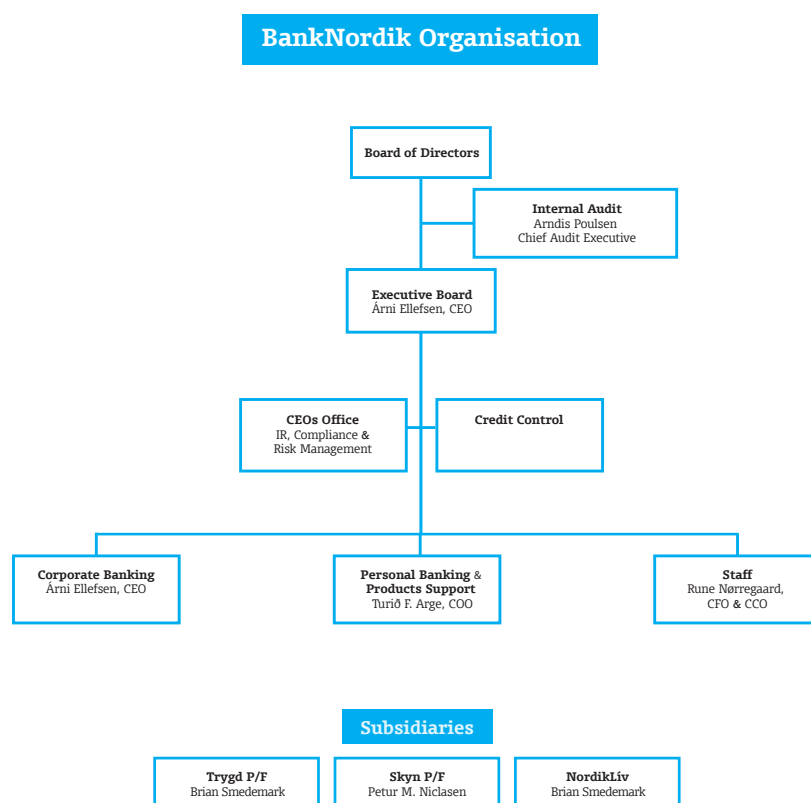 BankNordik Organisation
Board of Directors
Internal Audit
Arndis Poulsen
Chief Audit Executive
Executive Board
Árni Ellefsen, CEO
CEOs Office
IR, Compliance &
Risk Management
Credit Control
Corporate Banking
Árni Ellefsen, CEO
Personal Banking &
Products Support
Turið F. Arge, COO
Staff
Rune Nørregaard,
CFO & CCO
Subsidiaries
Trygd P/F
Brian Smedemark
Skyn P/F
Petur M. Niclasen
NordikLív
Brian Smedemark